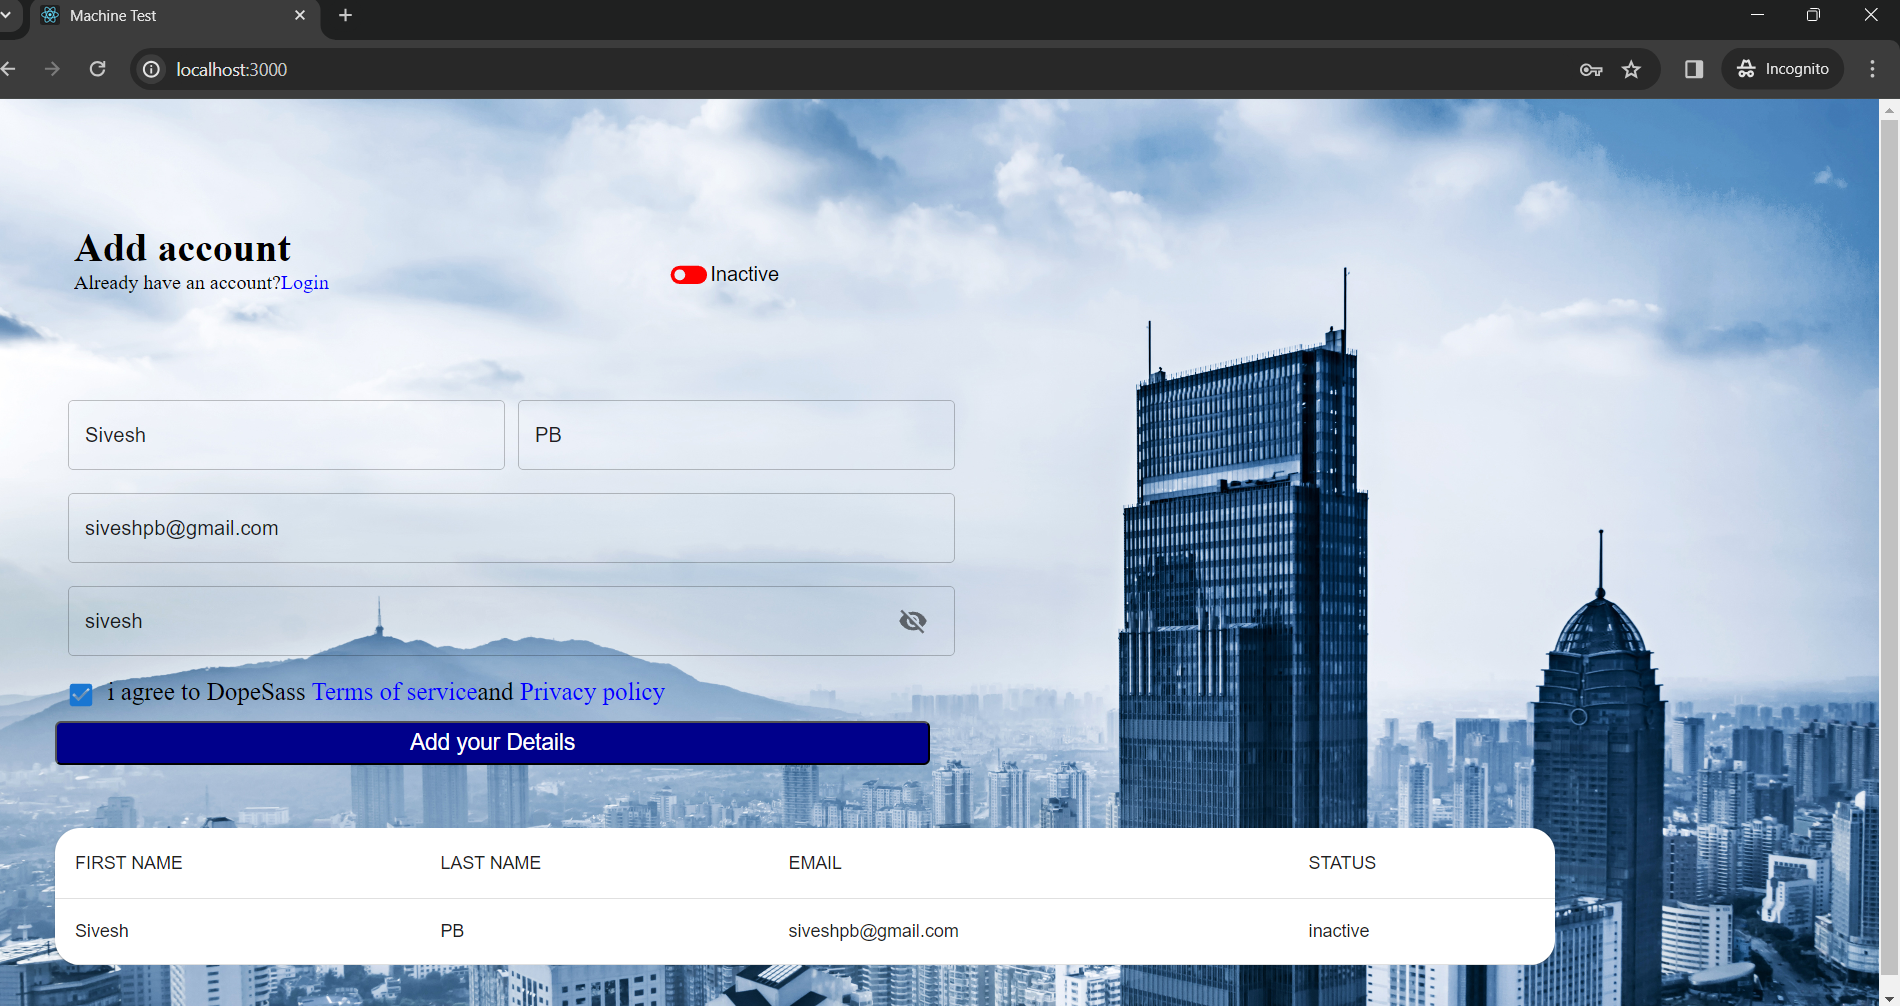 Machine Test
localhost:3000
Incognito
Add account
Already have an account?Login
Inactive
Sivesh
PB
siveshpb@gmail.com
sivesh
i agree to DopeSass Terms of serviceand Privacy policy
Add your Details
FIRST NAME LAST NAME EMAIL STATUS
Sivesh PB siveshpb@gmail.com inactive